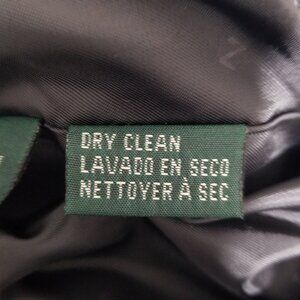 DRY CLEAN
LAVADO EN SECO
NETTOYER À SEC